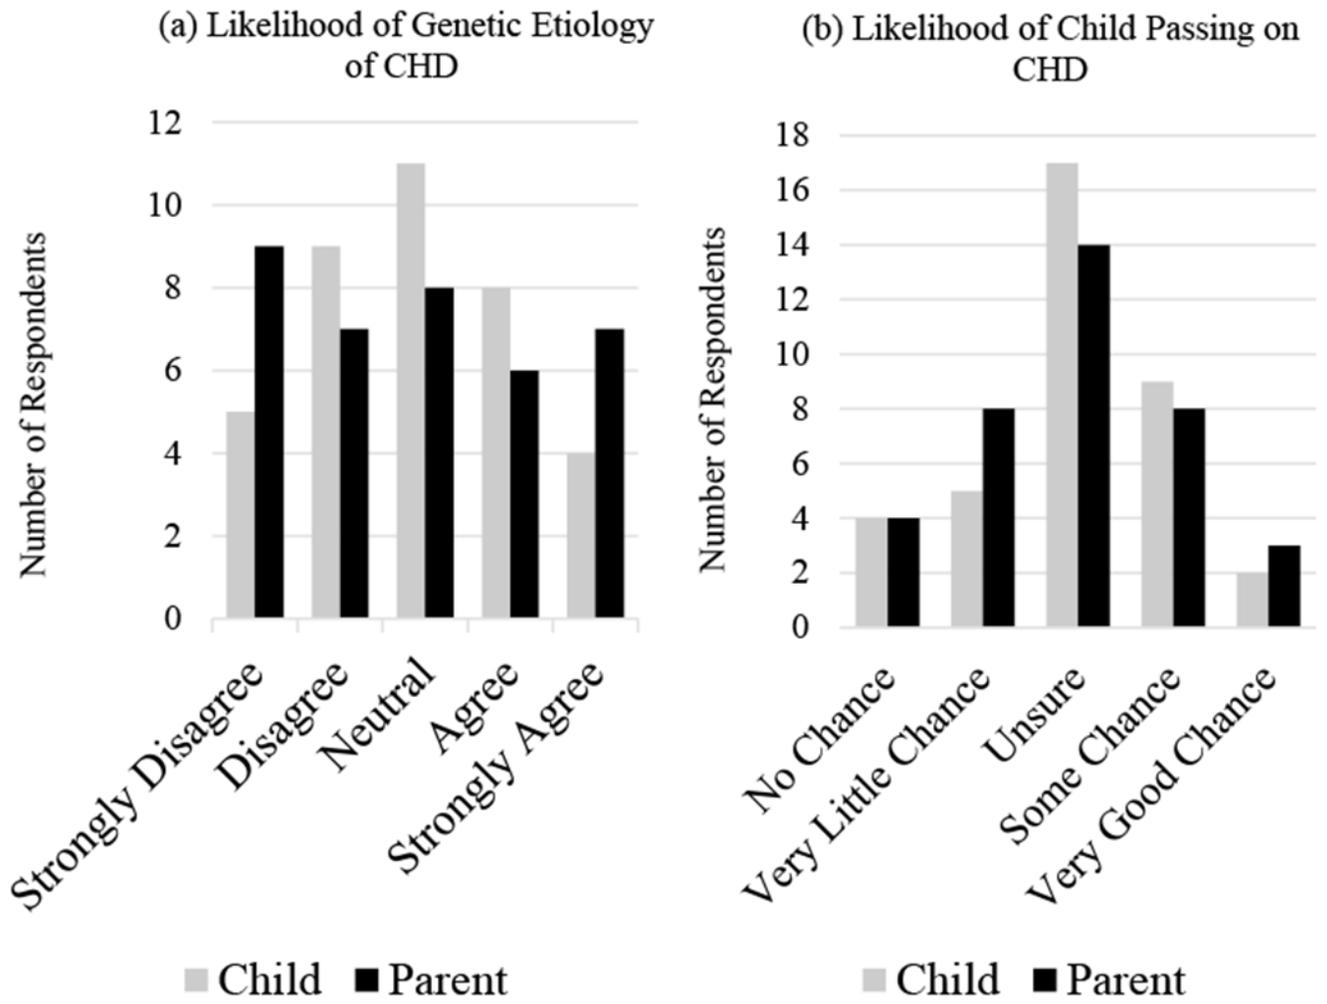 (a) Likelihood of Genetic Etiology
of CHD
Number of Respondents
12
10
8
6
4
2
0
Strongly Disagree
Disagree
Neutral
Agree
Strongly Agree
Child
Parent
(b) Likelihood of Child Passing on
CHD
Number of Respondents
18
16
14
12
10
8
6
4
2
0
No Chance
Very Little Chance
Unsure
Some Chance
Very Good Chance
Child
Parent